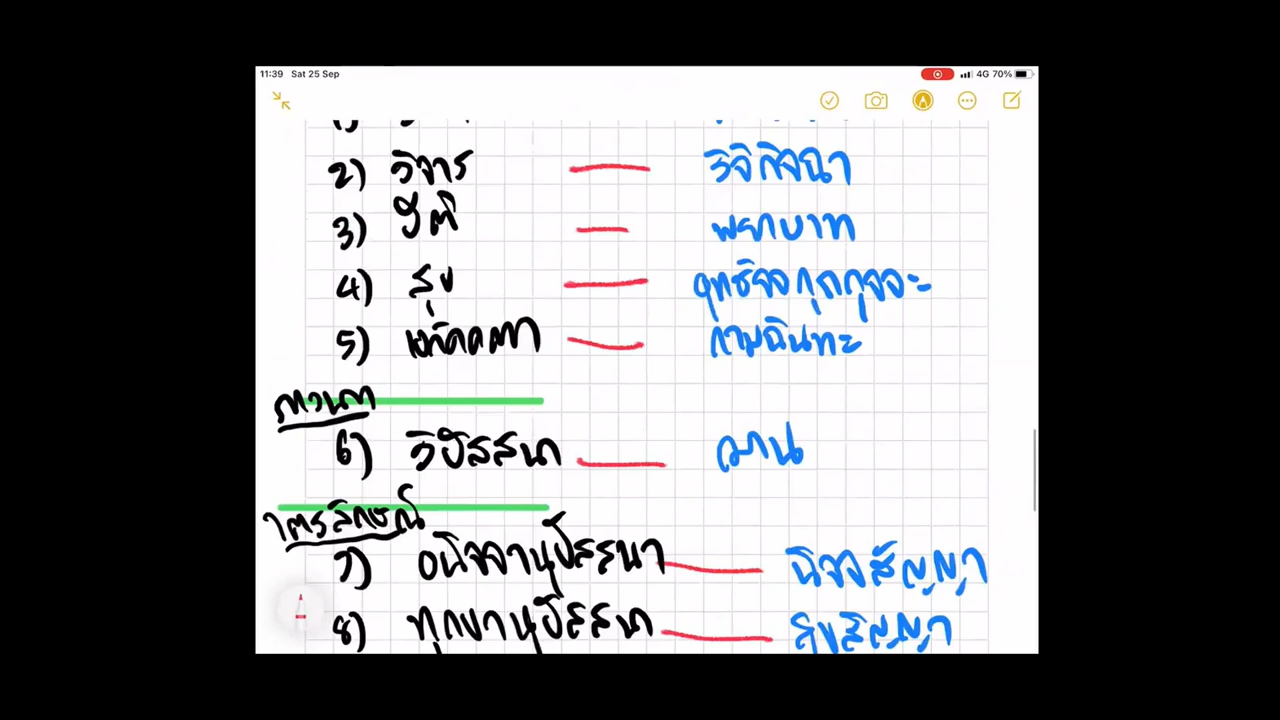 11:39 Sat 25 Sep 4G 70%
2) วิจาร — วิจิกิจฉา
3) ปีติ — พยาบาท
4) สุข — อุทธัจจกุกกุจจะ
5) เอกัคคตา — กามฉันทะ
ภาวนา
6) วิปัสสนา —
ไตรลักษณ์
7) อนิจจานุปัสสนา — นิจจสัญญา
8) ทุกขานุปัสสนา — สุขสัญญา